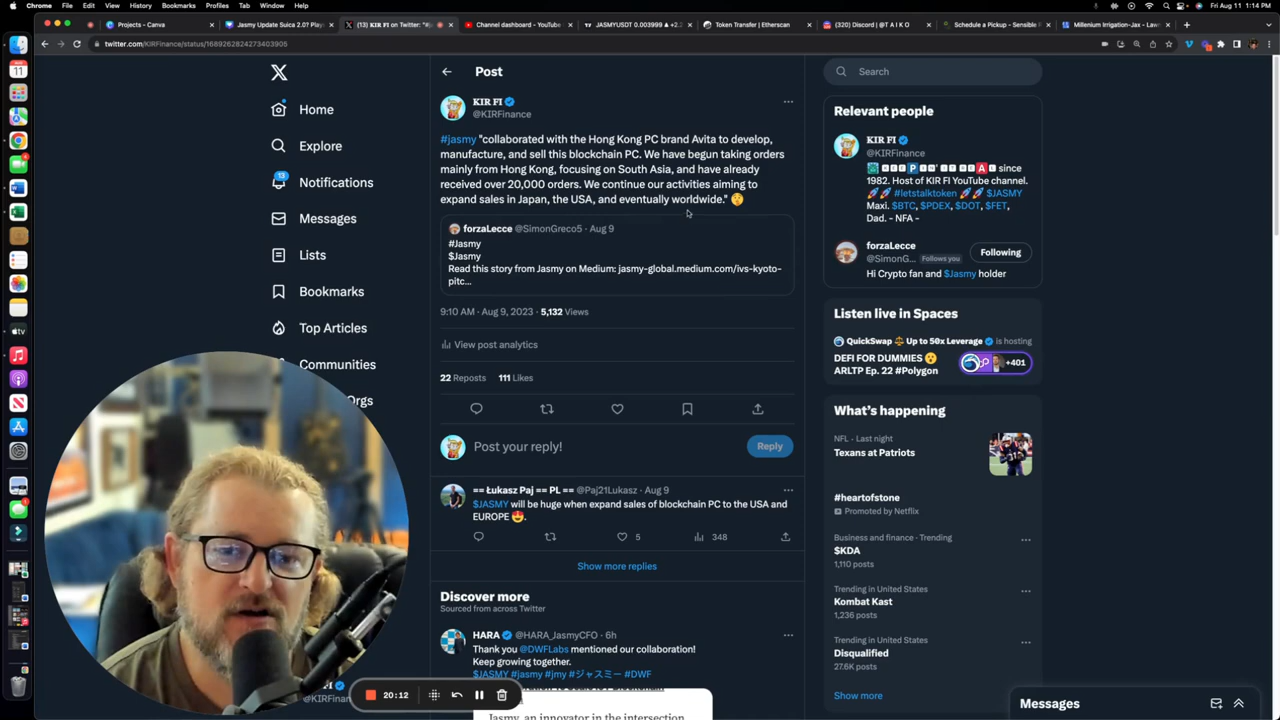 Chrome File Edit View History Bookmarks Profiles Tab Window Help
Fri Aug 11 1:14 PM
Projects - Canva
Jasmy Update Suica 2.0? Play
KIR FI on Twitter: "#j
Channel dashboard - YouTube
JASMYUSDT 0.003999 ▲ +2.
Token Transfer | Etherscan
(320) Discord | @T A I K O
Schedule a Pickup - Sensible
Millenium Irrigation-Jax - Law
twitter.com/KIRFinance/status/1689262824273403905
Home
Explore
Notifications
13
Messages
Lists
Bookmarks
Top Articles
Communities
Orgs
@KIRFinance
Post
KIR FI
@KIRFinance
#jasmy "collaborated with the Hong Kong PC brand Avita to develop,
manufacture, and sell this blockchain PC. We have begun taking orders
mainly from Hong Kong, focusing on South Asia, and have already
received over 20,000 orders. We continue our activities aiming to
expand sales in Japan, the USA, and eventually worldwide." 🤫
forzaLecce @SimonGreco5 · Aug 9
#Jasmy
$Jasmy
Read this story from Jasmy on Medium: jasmy-global.medium.com/ivs-kyoto-
pitc...
9:10 AM · Aug 9, 2023 · 5,132 Views
View post analytics
22 Reposts 111 Likes
Post your reply!
Reply
== Łukasz Paj == PL == @Paj21Lukasz · Aug 9
$JASMY will be huge when expand sales of blockchain PC to the USA and
EUROPE 🤩.
5
348
Show more replies
Discover more
Sourced from across Twitter
HARA @HARA_JasmyCFO · 6h
Thank you @DWFLabs mentioned our collaboration!
Keep growing together.
$JASMY #jasmy #jmy #ジャスミー #DWF
Jasmy, an innovator in the intersection
20:12
Search
Relevant people
KIR FI
@KIRFinance
since
1982. Host of KIR FI YouTube channel.
🚀🚀 #letstalktoken 🚀🚀 $JASMY
Maxi. $BTC, $PDEX, $DOT, $FET,
Dad. - NFA -
forzaLecce
@SimonG... Follows you
Following
Hi Crypto fan and $Jasmy holder
Listen live in Spaces
QuickSwap Up to 50x Leverage is hosting
DEFI FOR DUMMIES 😲
ARLTP Ep. 22 #Polygon
+401
What's happening
NFL · Last night
Texans at Patriots
#heartofstone
Promoted by Netflix
Business and finance · Trending
$KDA
1,110 posts
Trending in United States
Kombat Kast
1,236 posts
Trending in United States
Disqualified
27.6K posts
Show more
Messages